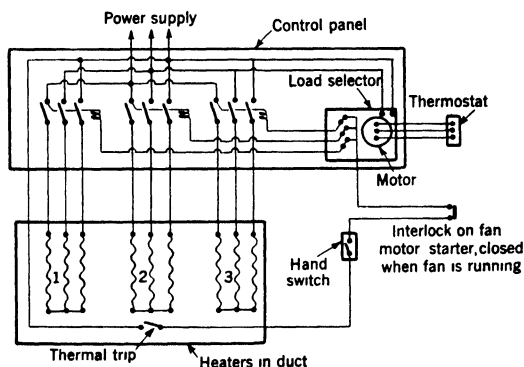 Power supply
Control panel
Load selector
Thermostat
Motor
Interlock on fan
motor starter, closed
when fan is running
Hand
switch
1
2
3
Thermal trip
Heaters in duct